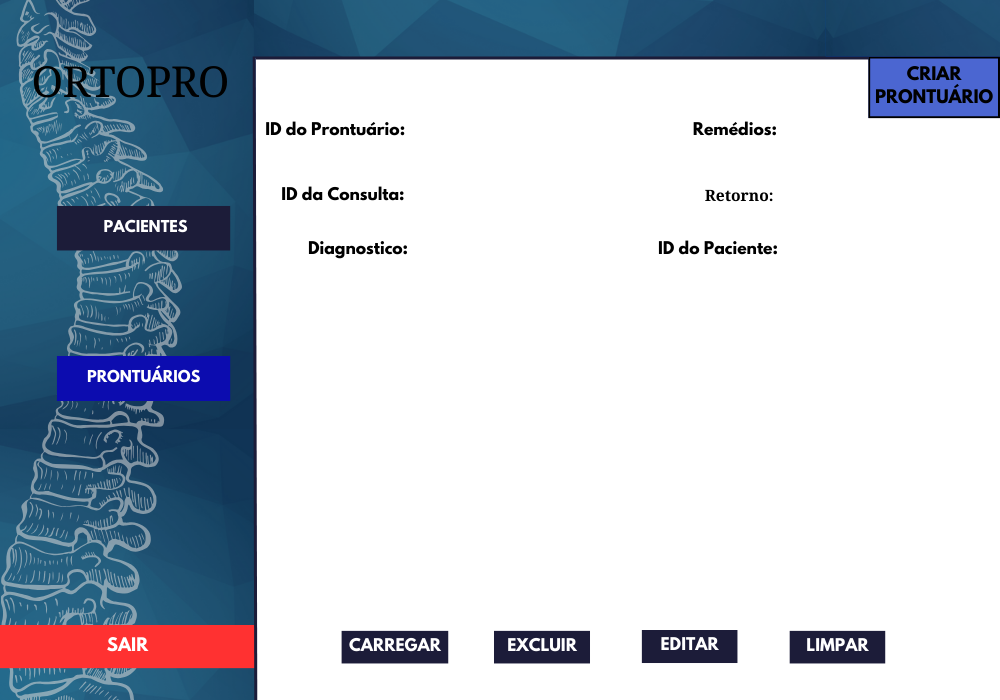 ORTOPRO
PACIENTES
PRONTUÁRIOS
SAIR
CRIAR
PRONTUÁRIO
ID do Prontuário:
Remédios:
ID da Consulta:
Retorno:
Diagnostico:
ID do Paciente:
CARREGAR
EXCLUIR
EDITAR
LIMPAR